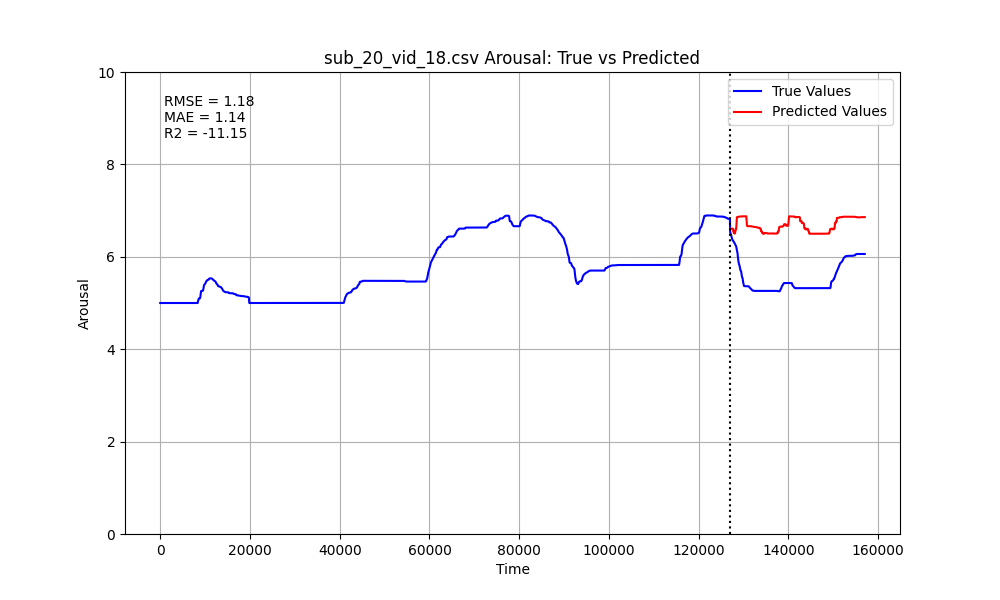 sub_20_vid_18.csv Arousal: True vs Predicted
RMSE = 1.18
MAE = 1.14
R2 = -11.15
True Values
Predicted Values
10
8
6
4
2
0
Arousal
0 20000 40000 60000 80000 100000 120000 140000 160000
Time